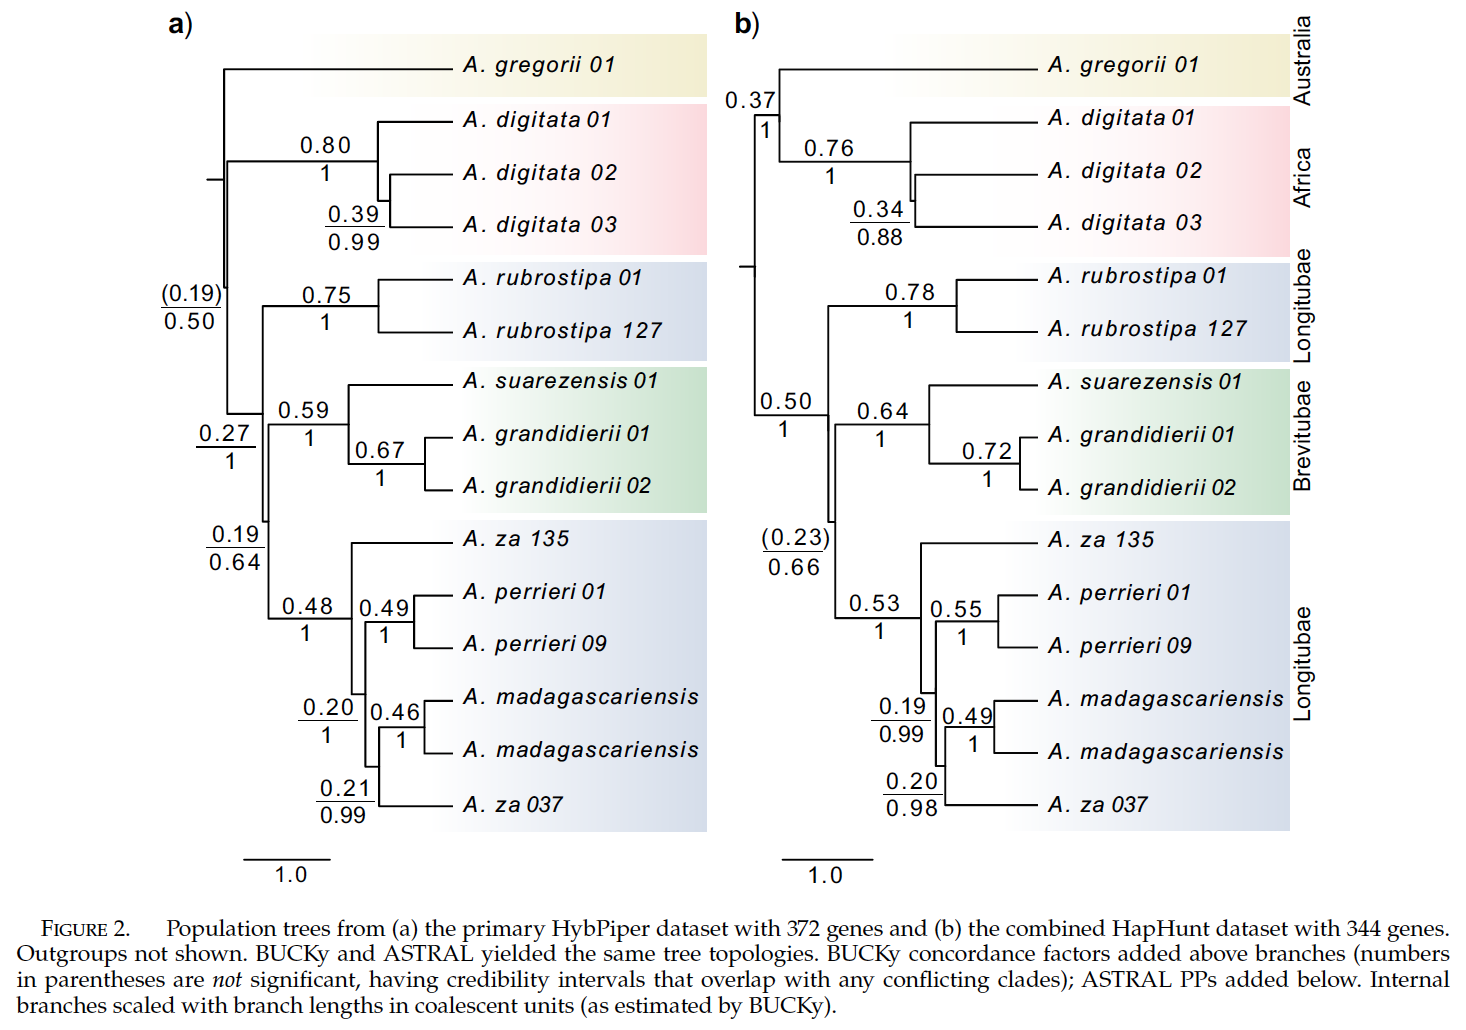 a)
A. gregorii 01
A. digitata 01
0.80
1
A. digitata 02
0.39
0.99
A. digitata 03
A. rubrostipa 01
(0.19)
0.50
0.75
1
A. rubrostipa 127
A. suarezensis 01
0.59
1
A. grandidierii 01
0.27
1
0.67
1
A. grandidierii 02
0.19
0.64
A. za 135
A. perrieri 01
0.48
1
0.49
1
A. perrieri 09
A. madagascariensis
0.20
1
0.46
1
A. madagascariensis
0.21
0.99
A. za 037
1.0
b)
A. gregorii 01
0.37
1
A. digitata 01
0.76
1
A. digitata 02
0.34
0.88
A. digitata 03
A. rubrostipa 01
0.78
1
A. rubrostipa 127
A. suarezensis 01
0.50
1
0.64
1
A. grandidierii 01
0.72
1
A. grandidierii 02
(0.23)
0.66
A. za 135
A. perrieri 01
0.53
1
0.55
1
A. perrieri 09
A. madagascariensis
0.19
0.99
0.49
1
A. madagascariensis
0.20
0.98
A. za 037
1.0
Australia
Africa
Longitubae
Brevitubae
Longitubae
FIGURE 2. Population trees from (a) the primary HybPiper dataset with 372 genes and (b) the combined HapHunt dataset with 344 genes.
Outgroups not shown. BUCKy and ASTRAL yielded the same tree topologies. BUCKy concordance factors added above branches (numbers
in parentheses are not significant, having credibility intervals that overlap with any conflicting clades); ASTRAL PPs added below. Internal
branches scaled with branch lengths in coalescent units (as estimated by BUCKy).